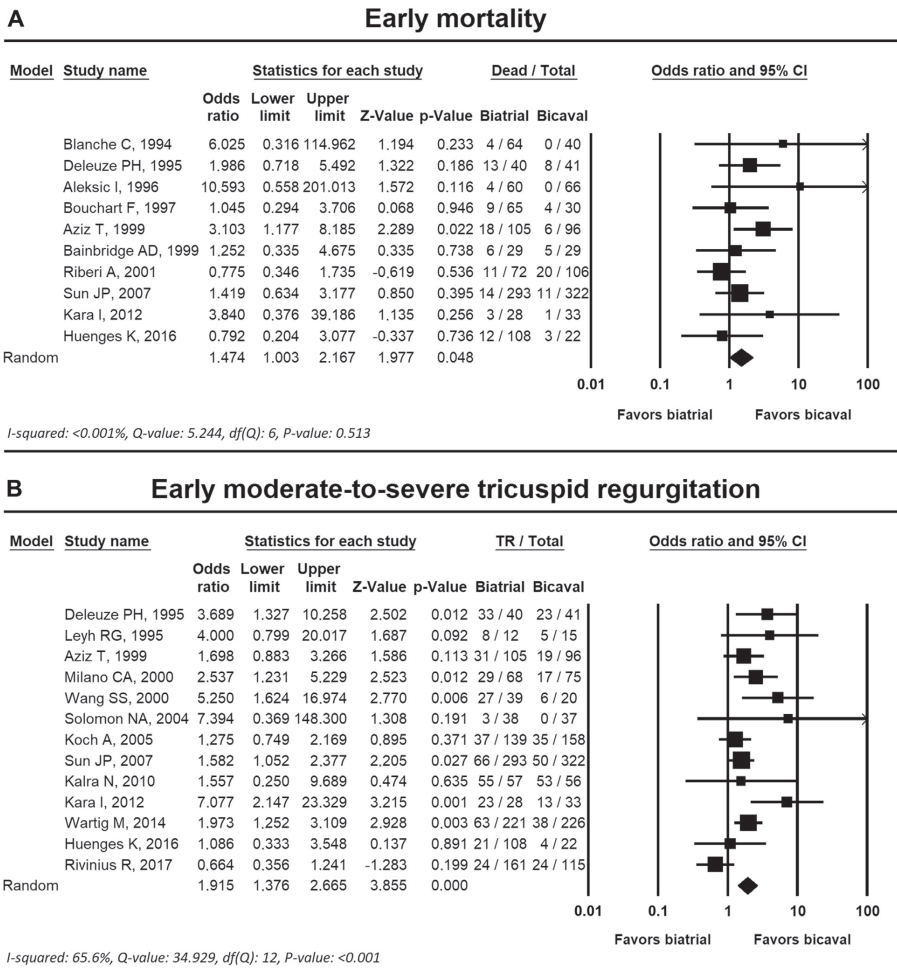 A Early mortality
Model Study name Statistics for each study Dead / Total Odds ratio and 95% CI
Odds Lower Upper
ratio limit limit Z-Value p-Value Biatrial Bicaval
Blanche C, 1994 6.025 0.316 114.962 1.194 0.233 4 / 64 0 / 40
Deleuze PH, 1995 1.986 0.718 5.492 1.322 0.186 13 / 40 8 / 41
Aleksic I, 1996 10,593 0.558 201.013 1.572 0.116 4 / 60 0 / 66
Bouchart F, 1997 1.045 0.294 3.706 0.068 0.946 9 / 65 4 / 30
Aziz T, 1999 3.103 1.177 8.185 2.289 0.022 18 / 105 6 / 96
Bainbridge AD, 1999 1.252 0.335 4.675 0.335 0.738 6 / 29 5 / 29
Riberi A, 2001 0.775 0.346 1.735 -0.619 0.536 11 / 72 20 / 106
Sun JP, 2007 1.419 0.634 3.177 0.850 0.395 14 / 293 11 / 322
Kara I, 2012 3.840 0.376 39.186 1.135 0.256 3 / 28 1 / 33
Huenges K, 2016 0.792 0.204 3.077 -0.337 0.736 12 / 108 3 / 22
Random 1.474 1.003 2.167 1.977 0.048
0.01 0.1 1 10 100
Favors biatrial Favors bicaval
I-squared: <0.001%, Q-value: 5.244, df(Q): 6, P-value: 0.513
B Early moderate-to-severe tricuspid regurgitation
Model Study name Statistics for each study TR / Total Odds ratio and 95% CI
Odds Lower Upper
ratio limit limit Z-Value p-Value Biatrial Bicaval
Deleuze PH, 1995 3.689 1.327 10.258 2.502 0.012 33 / 40 23 / 41
Leyh RG, 1995 4.000 0.799 20.017 1.687 0.092 8 / 12 5 / 15
Aziz T, 1999 1.698 0.883 3.266 1.586 0.113 31 / 105 19 / 96
Milano CA, 2000 2.537 1.231 5.229 2.523 0.012 29 / 68 17 / 75
Wang SS, 2000 5.250 1.624 16.974 2.770 0.006 27 / 39 6 / 20
Solomon NA, 2004 7.394 0.369 148.300 1.308 0.191 3 / 38 0 / 37
Koch A, 2005 1.275 0.749 2.169 0,895 0.371 37 / 139 35 / 158
Sun JP, 2007 1.582 1.052 2.377 2.205 0.027 66 / 293 50 / 322
Kalra N, 2010 1.557 0.250 9.689 0.474 0.635 55 / 57 53 / 56
Kara I, 2012 7.077 2.147 23.329 3.215 0.001 23 / 28 13 / 33
Wartig M, 2014 1.973 1.252 3.109 2.928 0.003 63 / 221 38 / 226
Huenges K, 2016 1.086 0.333 3.548 0.137 0.891 21 / 108 4 / 22
Rivinius R, 2017 0.664 0.356 1.241 -1.283 0.199 24 / 161 24 / 115
Random 1.915 1.376 2.665 3.855 0.000
0.01 0.1 1 10 100
Favors biatrial Favors bicaval
I-squared: 65.6%, Q-value: 34.929, df(Q): 12, P-value: <0.001